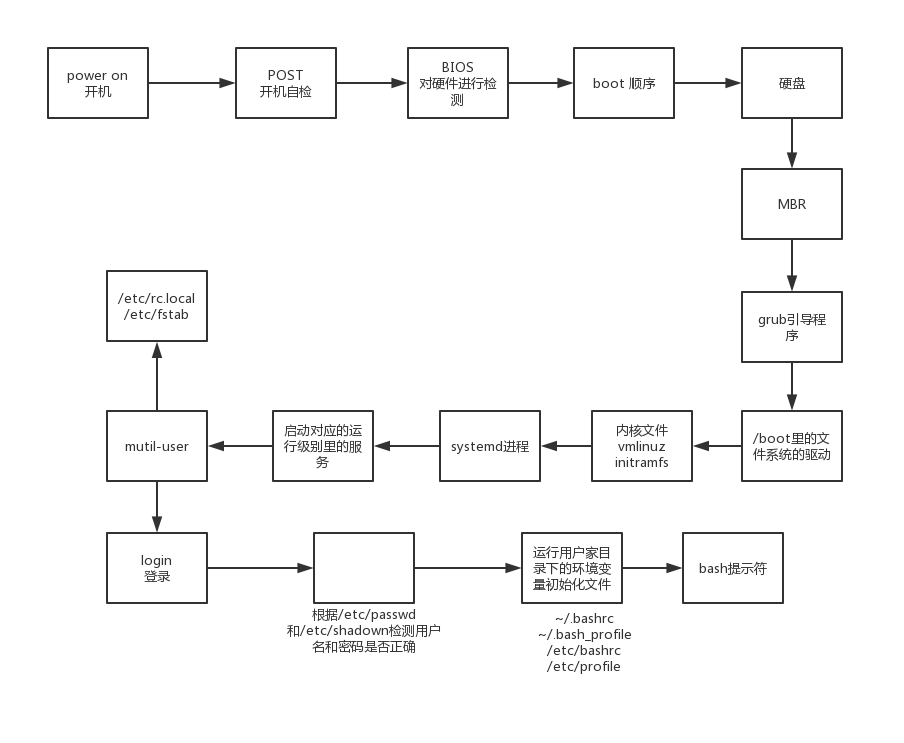 power on
开机
POST
开机自检
BIOS
对硬件进行检
测
boot 顺序
硬盘
MBR
grub引导程
序
/boot里的文
件系统的驱动
内核文件
vmlinuz
initramfs
systemd进程
启动对应的运
行级别里的服
务
mutil-user
/etc/rc.local
/etc/fstab
login
登录
根据/etc/passwd
和/etc/shadown检测用户
名和密码是否正确
运行用户家目
录下的环境变
量初始化文件
~/.bashrc
~/.bash_profile
/etc/bashrc
/etc/profile
bash提示符